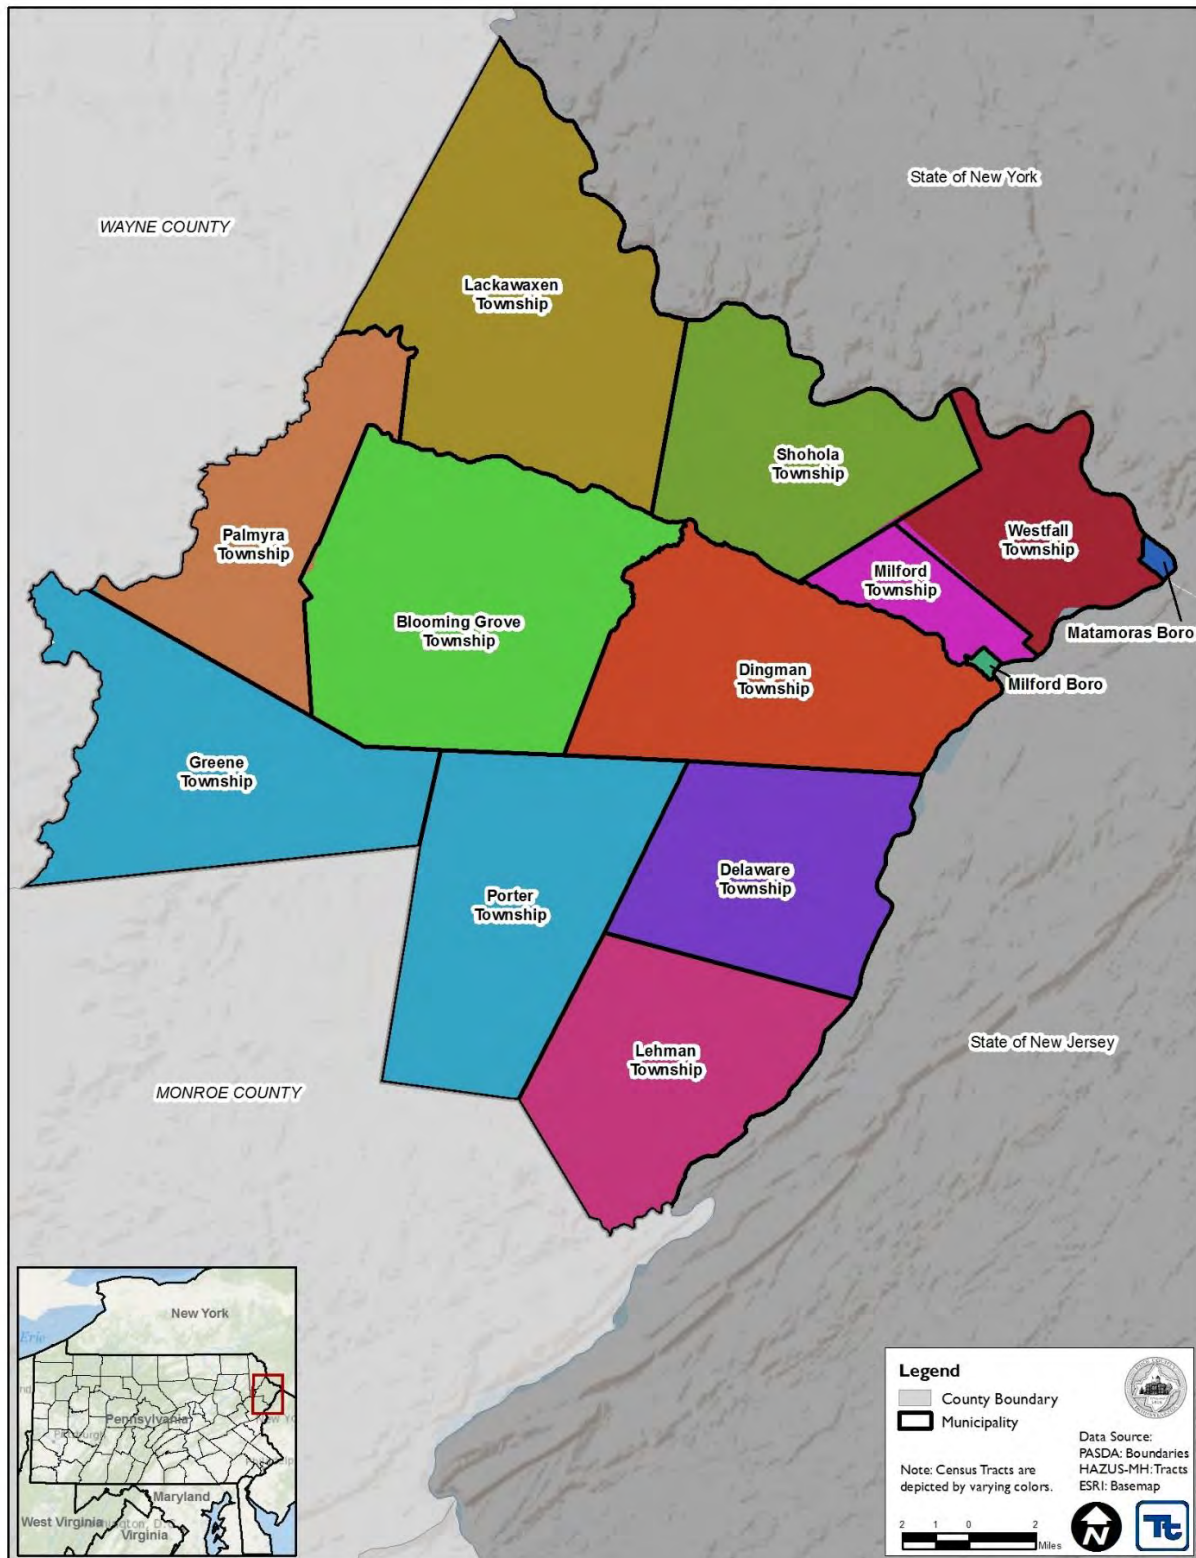 State of New York
WAYNE COUNTY
Lackawaxen
Township
Shohola
Township
Palmyra
Township
Westfall
Township
Milford
Township
Blooming Grove
Township
Matamoras Boro
Dingman
Township
Milford Boro
Greene
Township
Delaware
Township
Porter
Township
Lehman
Township
State of New Jersey
MONROE COUNTY
New York
Erie
Pennsylvania
Maryland
West Virginia
Virginia
Legend
County Boundary
Municipality
Note: Census Tracts are
depicted by varying colors.
Data Source:
PASDA: Boundaries
HAZUS-MH: Tracts
ESRI: Basemap
2 1 0 2
Miles
N
Tt